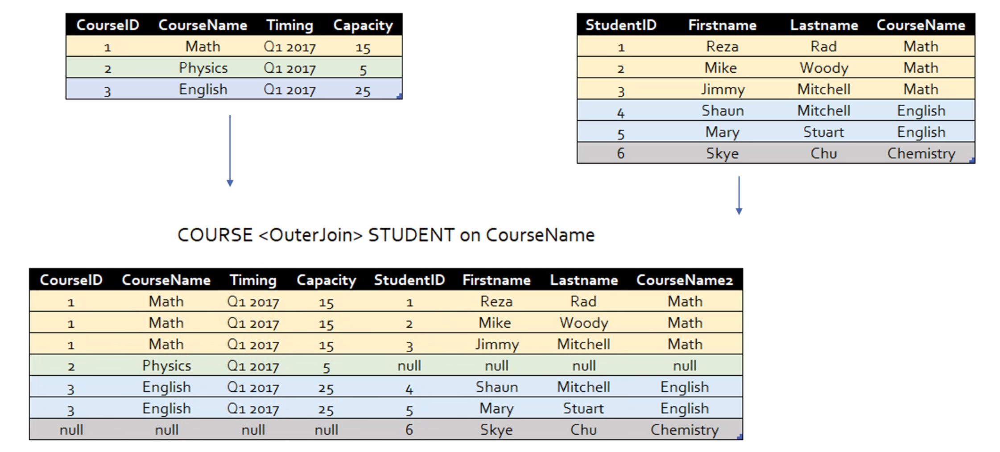 CourseID CourseName Timing Capacity
1 Math Q1 2017 15
2 Physics Q1 2017 5
3 English Q1 2017 25
StudentID Firstname Lastname CourseName
1 Reza Rad Math
2 Mike Woody Math
3 Jimmy Mitchell Math
4 Shaun Mitchell English
5 Mary Stuart English
6 Skye Chu Chemistry
COURSE <OuterJoin> STUDENT on CourseName
CourseID CourseName Timing Capacity StudentID Firstname Lastname CourseName2
1 Math Q1 2017 15 1 Reza Rad Math
1 Math Q1 2017 15 2 Mike Woody Math
1 Math Q1 2017 15 3 Jimmy Mitchell Math
2 Physics Q1 2017 5 null null null null
3 English Q1 2017 25 4 Shaun Mitchell English
3 English Q1 2017 25 5 Mary Stuart English
null null null null 6 Skye Chu Chemistry